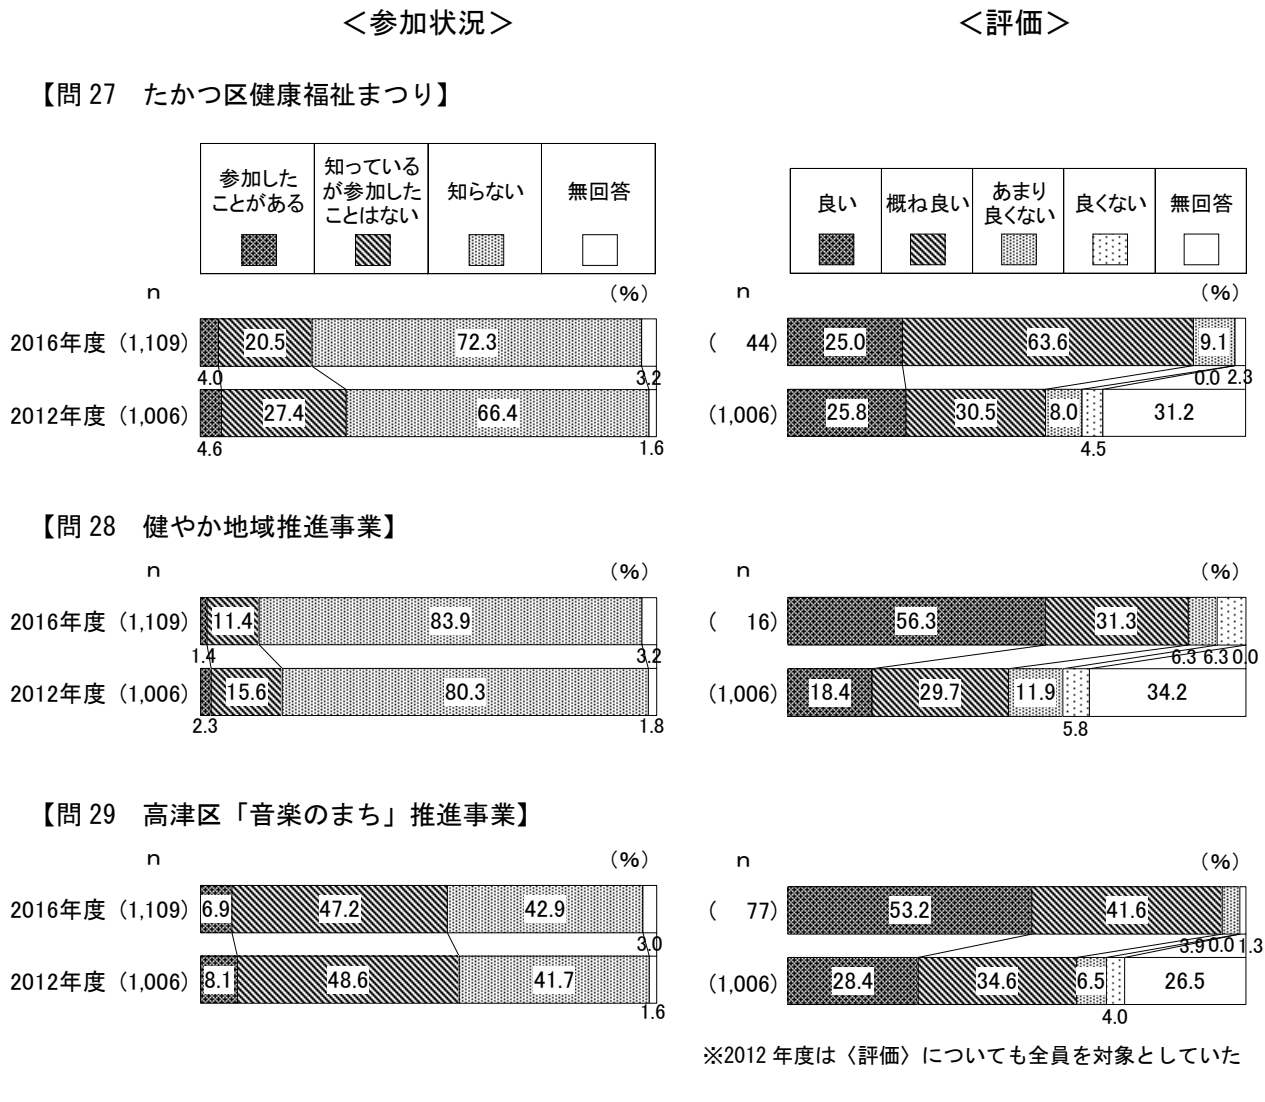 ＜参加状況＞
＜評価＞
【問 27　たかつ区健康福祉まつり】
参加した
ことがある
知っている
が参加した
ことはない
知らない
無回答
良い
概ね良い
あまり
良くない
良くない
無回答
n
（%）
2016年度（1,109）
20.5
72.3
4.0
3.2
2012年度（1,006）
27.4
66.4
4.6
1.6
n
（%）
（　44）
25.0
63.6
9.1
0.0
2.3
（1,006）
25.8
30.5
8.0
31.2
4.5
【問 28　健やか地域推進事業】
n
（%）
2016年度（1,109）
11.4
83.9
1.4
3.2
2012年度（1,006）
15.6
80.3
2.3
1.8
n
（%）
（　16）
56.3
31.3
6.3
6.3
0.0
（1,006）
18.4
29.7
11.9
34.2
5.8
【問 29　高津区「音楽のまち」推進事業】
n
（%）
2016年度（1,109）
6.9
47.2
42.9
3.0
2012年度（1,006）
8.1
48.6
41.7
1.6
n
（%）
（　77）
53.2
41.6
3.9
0.0
1.3
（1,006）
28.4
34.6
6.5
26.5
4.0
※2012 年度は〈評価〉についても全員を対象としていた